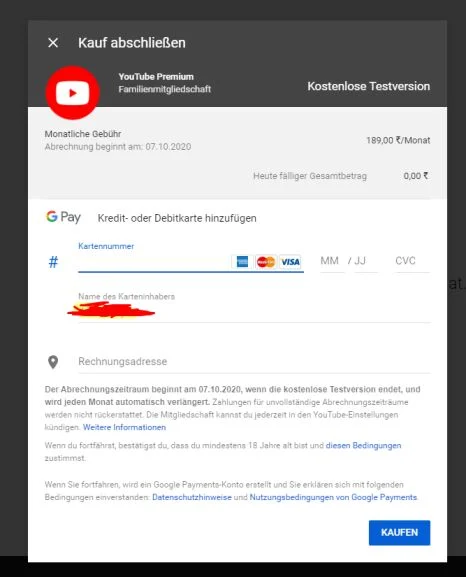 Kauf abschließen
YouTube Premium
Familienmitgliedschaft
Kostenlose Testversion
Monatliche Gebühr
189,00 ₹/Monat
Abrechnung beginnt am: 07.10.2020
Heute fälliger Gesamtbetrag 0,00 ₹
G Pay Kredit- oder Debitkarte hinzufügen
Kartennummer
# VISA MM / JJ CVC
at.
Name des Karteninhabers
Rechnungsadresse
Der Abrechnungszeitraum beginnt am 07.10.2020, wenn die kostenlose Testversion endet, und
wird jeden Monat automatisch verlängert. Zahlungen für unvollständige Abrechnungszeiträume
werden nicht rückerstattet. Die Mitgliedschaft kannst du jederzeit in den YouTube-Einstellungen
kündigen. Weitere Informationen
Wenn du fortfährst, bestätigst du, dass du mindestens 18 Jahre alt bist und diesen Bedingungen
zustimmst.
Wenn Sie fortfahren, wird ein Google Payments-Konto erstellt und Sie erklären sich mit folgenden
Bedingungen einverstanden: Datenschutzhinweise und Nutzungsbedingungen von Google Payments.
KAUFEN